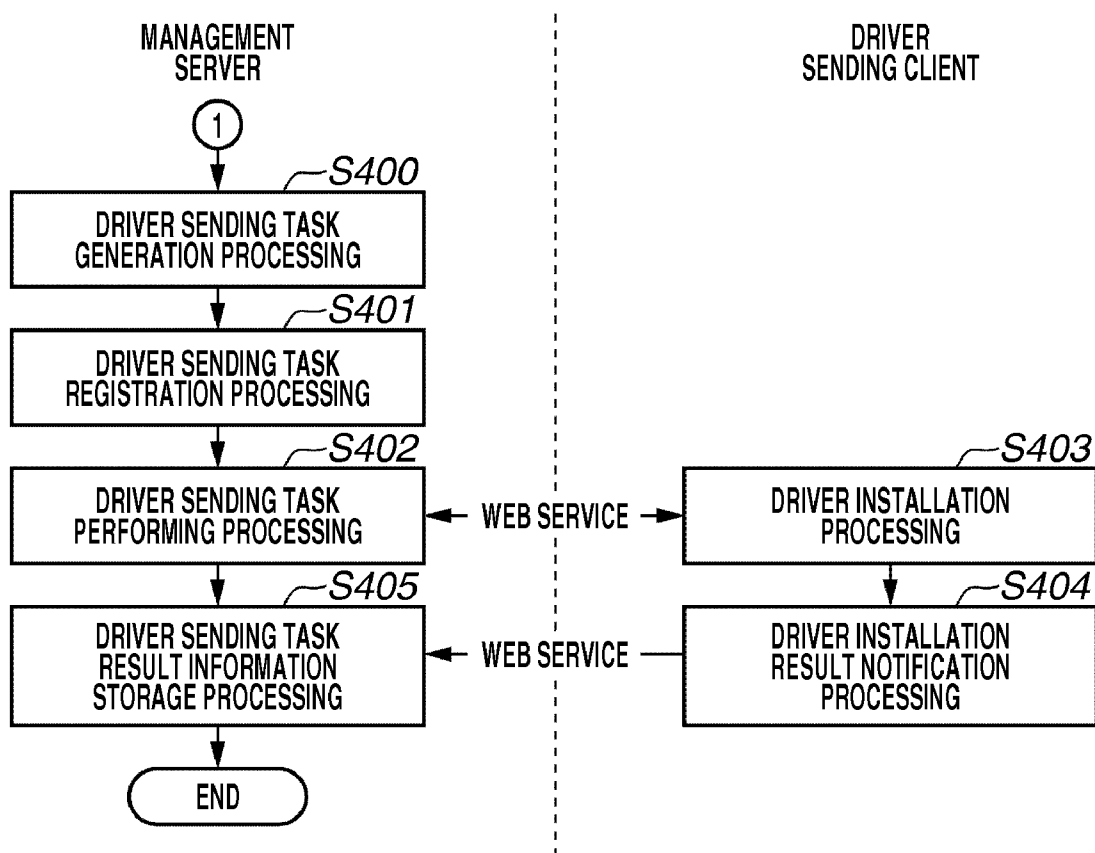 MANAGEMENT
SERVER
DRIVER
SENDING CLIENT
1
S400
DRIVER SENDING TASK
GENERATION PROCESSING
S401
DRIVER SENDING TASK
REGISTRATION PROCESSING
S402
DRIVER SENDING TASK
PERFORMING PROCESSING
WEB SERVICE
S403
DRIVER INSTALLATION
PROCESSING
S405
DRIVER SENDING TASK
RESULT INFORMATION
STORAGE PROCESSING
WEB SERVICE
S404
DRIVER INSTALLATION
RESULT NOTIFICATION
PROCESSING
END